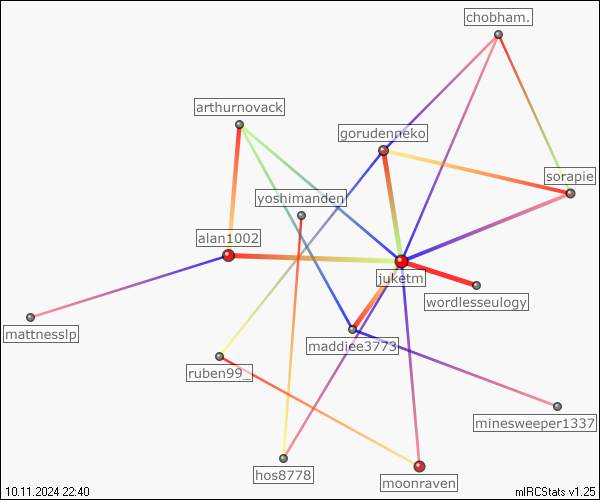 chobham.
arthurnovack
gorudenneko
sorapie
yoshimanden
alan1002
juketm
wordlesseulogy
mattnesslp
maddiee3773
ruben99_
minesweeper1337
hos8778
moonraven
10.11.2024 22:40
mIRCStats v1.25